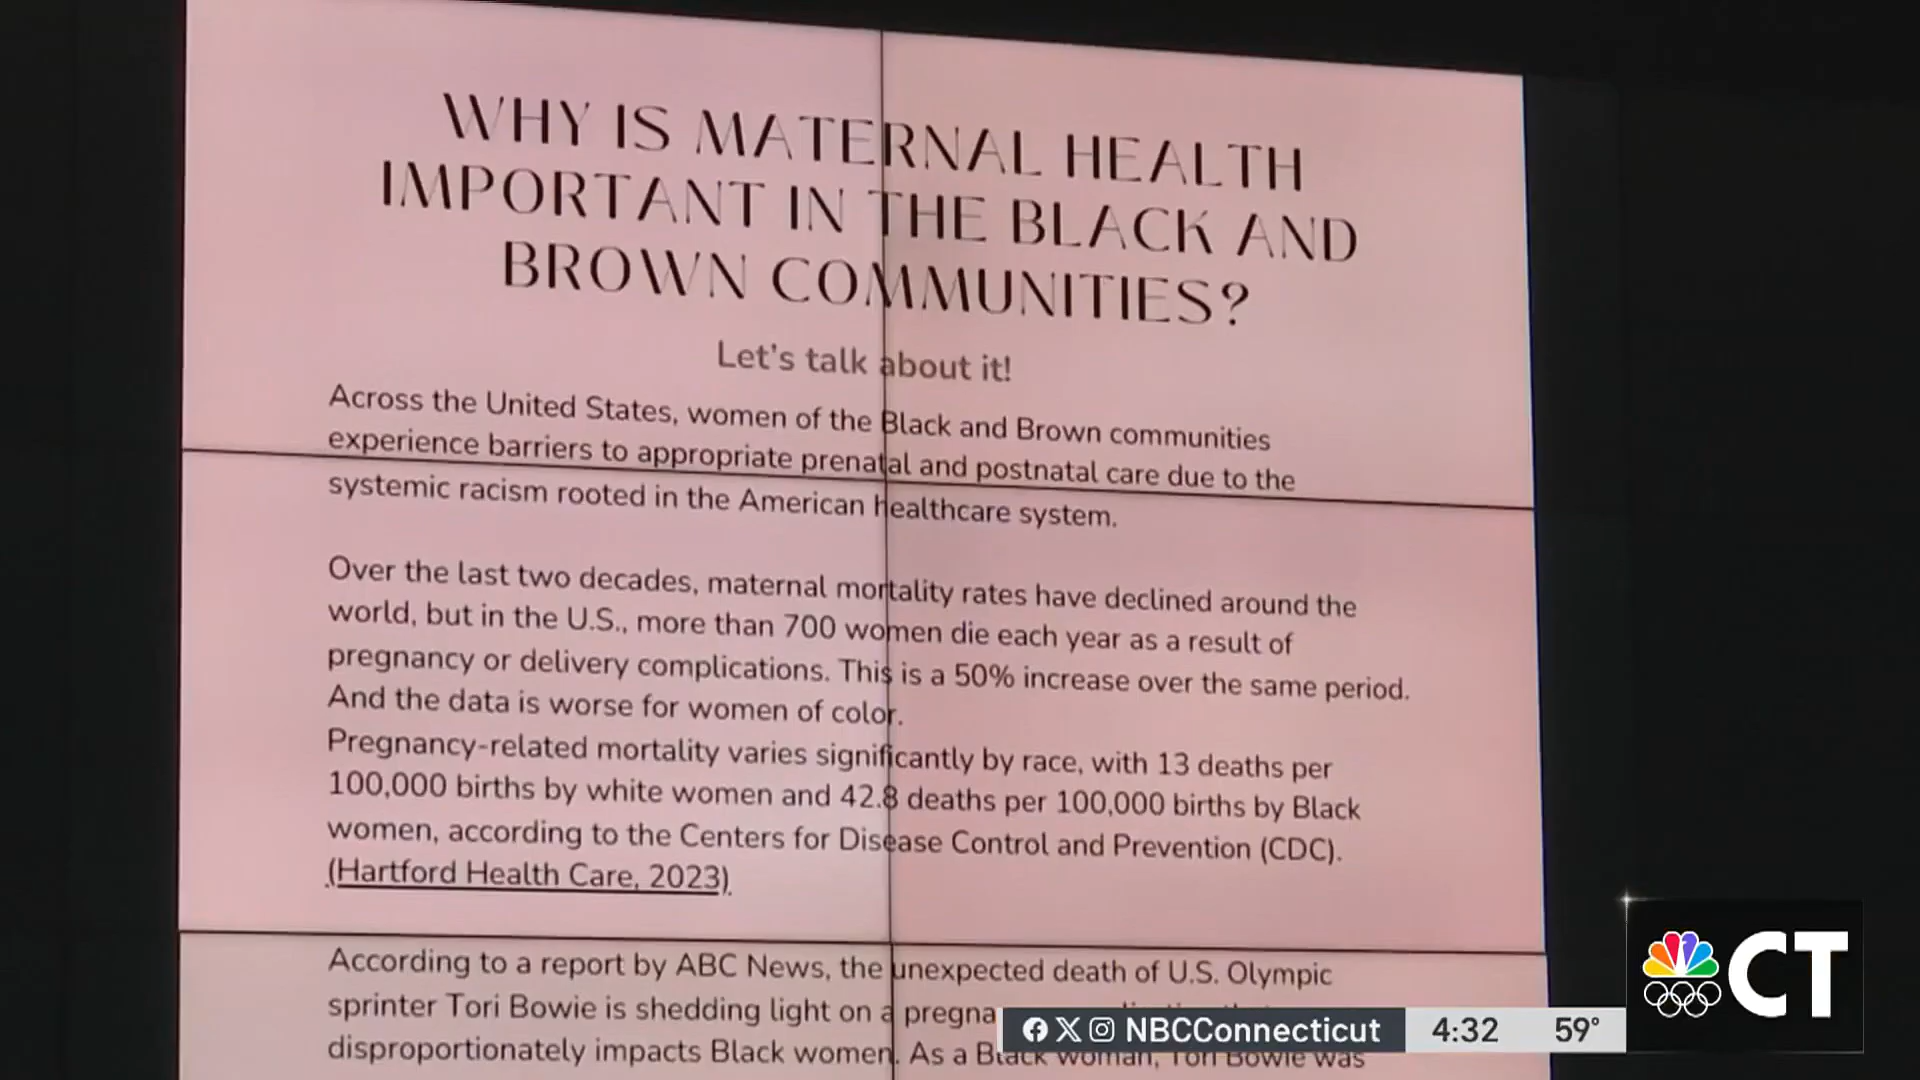 WHY IS MATERNAL HEALTH
IMPORTANT IN THE BLACK AND
BROWN COMMUNITIES?
Let's talk about it!
Across the United States, women of the Black and Brown communities
experience barriers to appropriate prenatal and postnatal care due to the
systemic racism rooted in the American healthcare system.
Over the last two decades, maternal mortality rates have declined around the
world, but in the U.S., more than 700 women die each year as a result of
pregnancy or delivery complications. This is a 50% increase over the same period.
And the data is worse for women of color.
Pregnancy-related mortality varies significantly by race, with 13 deaths per
100,000 births by white women and 42.8 deaths per 100,000 births by Black
women, according to the Centers for Disease Control and Prevention (CDC).
(Hartford Health Care, 2023)
According to a report by ABC News, the unexpected death of U.S. Olympic
sprinter Tori Bowie is shedding light on a pregna
disproportionately impacts Black women. As a Black woman, Tori Bowie was
NBCConnecticut 4:32 59°
CT